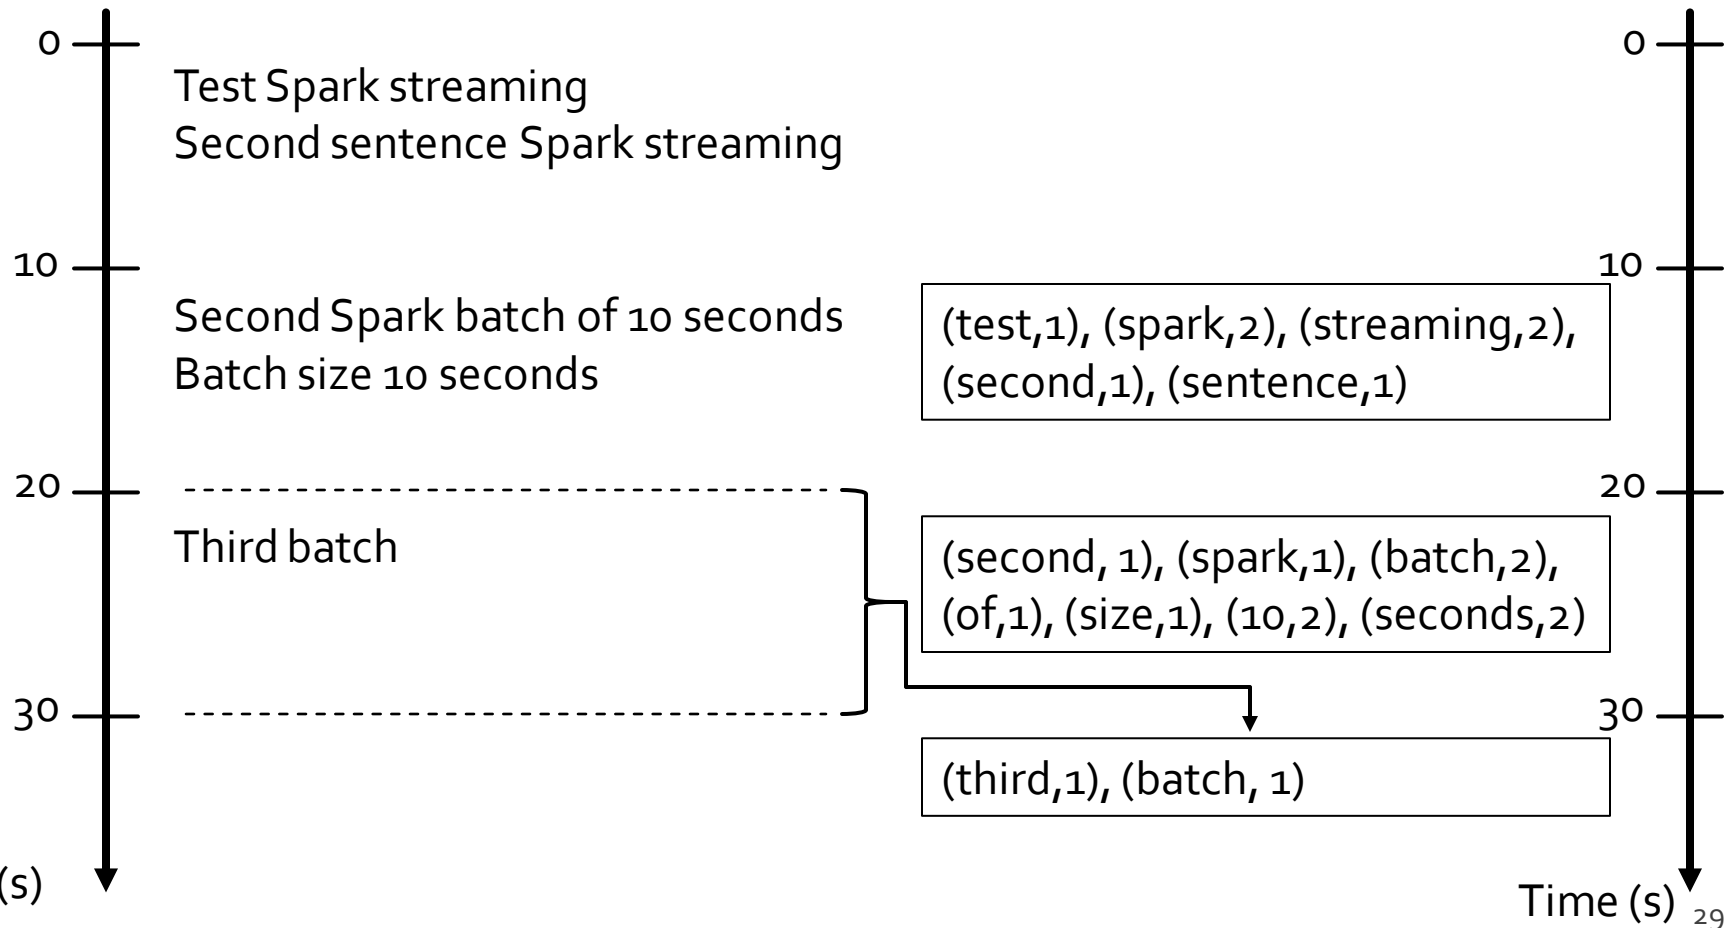 0
Test Spark streaming
Second sentence Spark streaming
10
Second Spark batch of 10 seconds
Batch size 10 seconds
20
Third batch
30
(s)
0
10
(test,1), (spark,2), (streaming,2),
(second,1), (sentence,1)
20
(second, 1), (spark,1), (batch,2),
(of,1), (size,1), (10,2), (seconds,2)
30
(third,1), (batch, 1)
Time (s)
29